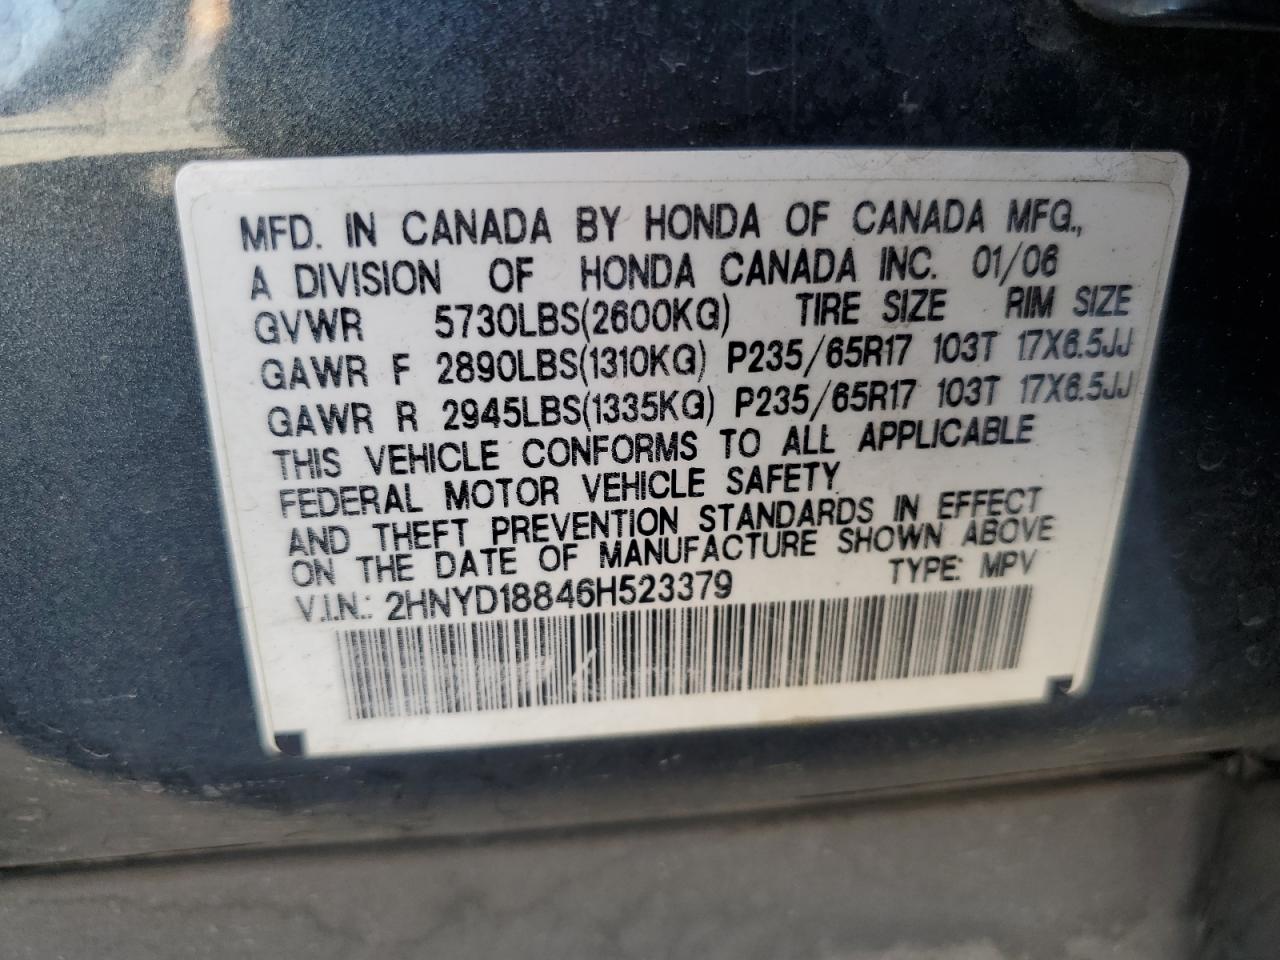 MFD. IN CANADA BY HONDA OF CANADA MFG.,
A DIVISION OF HONDA CANADA INC. 01/06
GVWR 5730LBS(2600KG) TIRE SIZE RIM SIZE
GAWR F 2890LBS(1310KG) P235/65R17 103T 17X6.5JJ
GAWR R 2945LBS(1335KG) P235/65R17 103T 17X6.5JJ
THIS VEHICLE CONFORMS TO ALL APPLICABLE
FEDERAL MOTOR VEHICLE SAFETY
AND THEFT PREVENTION STANDARDS IN EFFECT
ON THE DATE OF MANUFACTURE SHOWN ABOVE
V.I.N.: 2HNYD18846H523379 TYPE: MPV